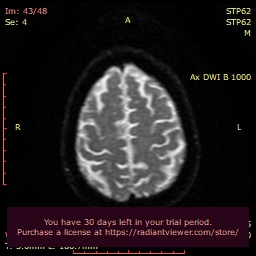 Im: 43/48
STP62
Se: 4
A
STP62
M
Ax DWI B 1000
R
L
You have 30 days left in your trial period.
Purchase a license at https://radiantviewer.com/store/